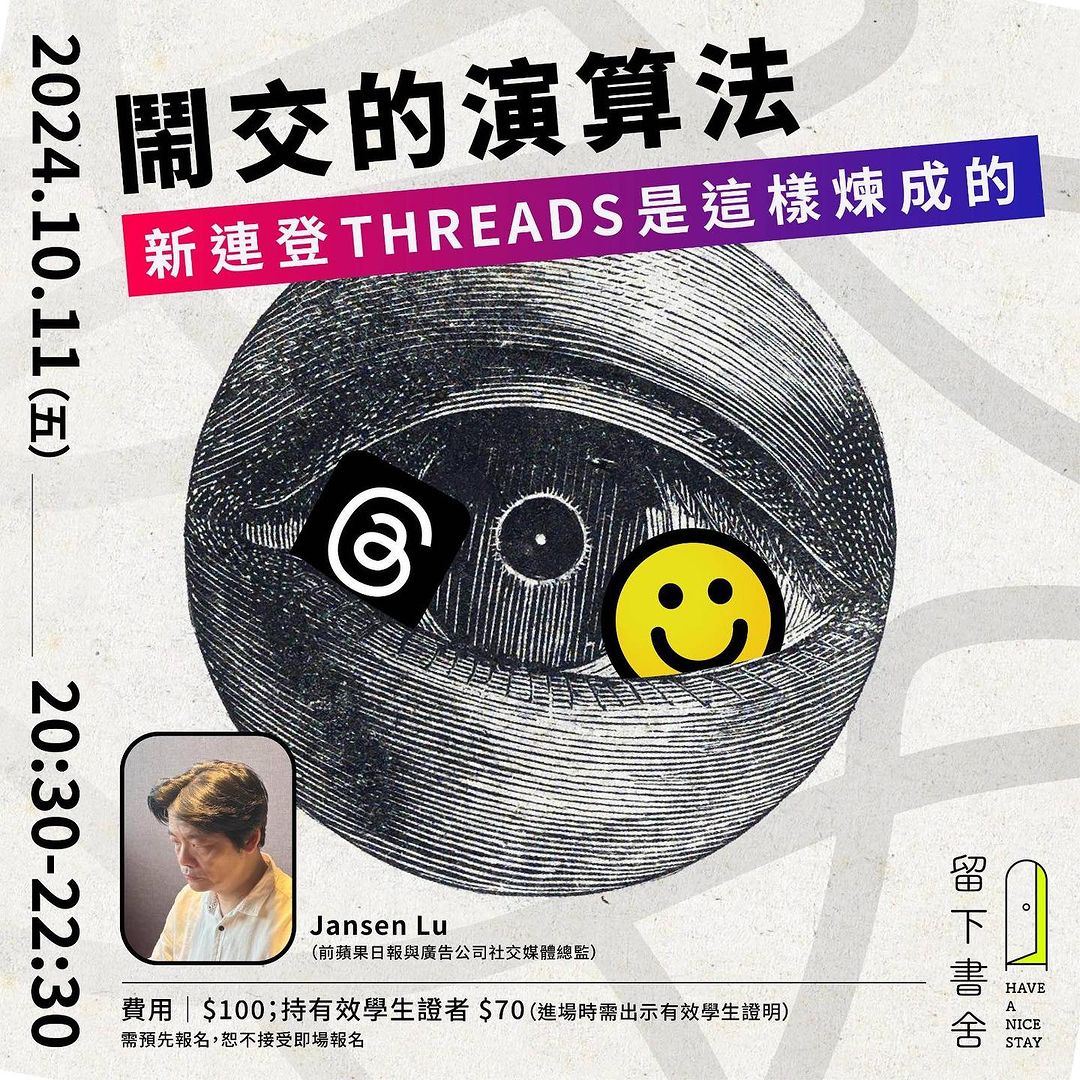 鬧交的演算法
新連登THREADS是這樣煉成的
2024.10.11(五)
20:30-22:30
Jansen Lu
(前蘋果日報與廣告公司社交媒體總監)
費用｜$100;持有效學生證者 $70(進場時需出示有效學生證明)
需預先報名,恕不接受即場報名
留下書舍
HAVE
A
NICE
STAY